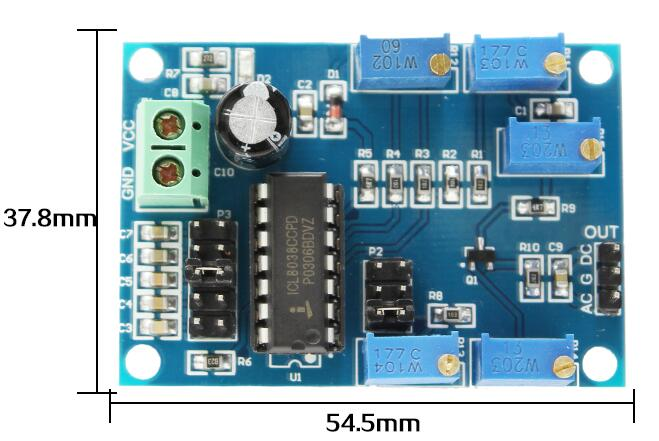 W102
60
W103
R7
C8
D2
C2
D1
C1
VCC
GND
C10
W203
R5 R4 R3 R2 R1
R9
37.8mm
P3
ICL8038CCPD
P0306BDVZ
OUT
C7
C6
C5
C4
C3
P2
Q1
R10 C9
AC G DC
R8
R6
U1
W104
W203
54.5mm